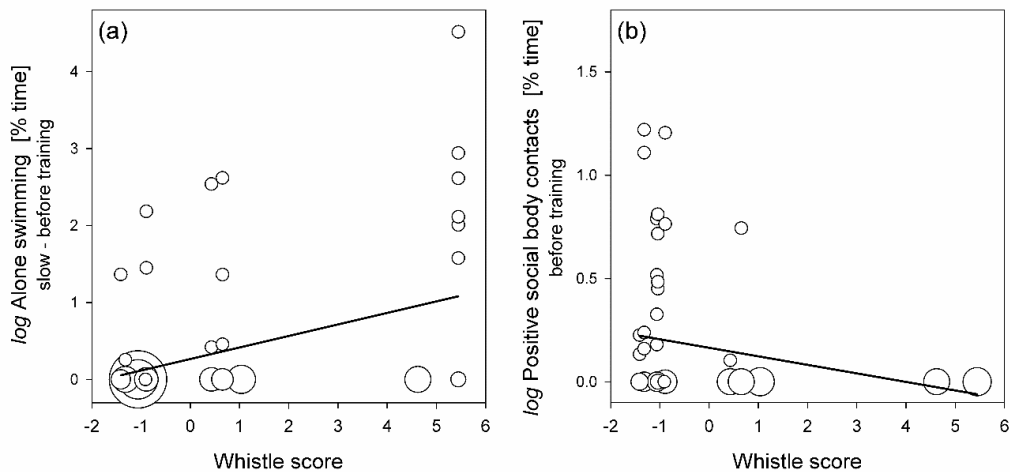 (a)
log Alone swimming [% time]
slow - before training
4
3
2
1
0
-2 -1 0 1 2 3 4 5 6
Whistle score
(b)
log Positive social body contacts [% time]
before training
1.5
1.0
0.5
0.0
-2 -1 0 1 2 3 4 5 6
Whistle score